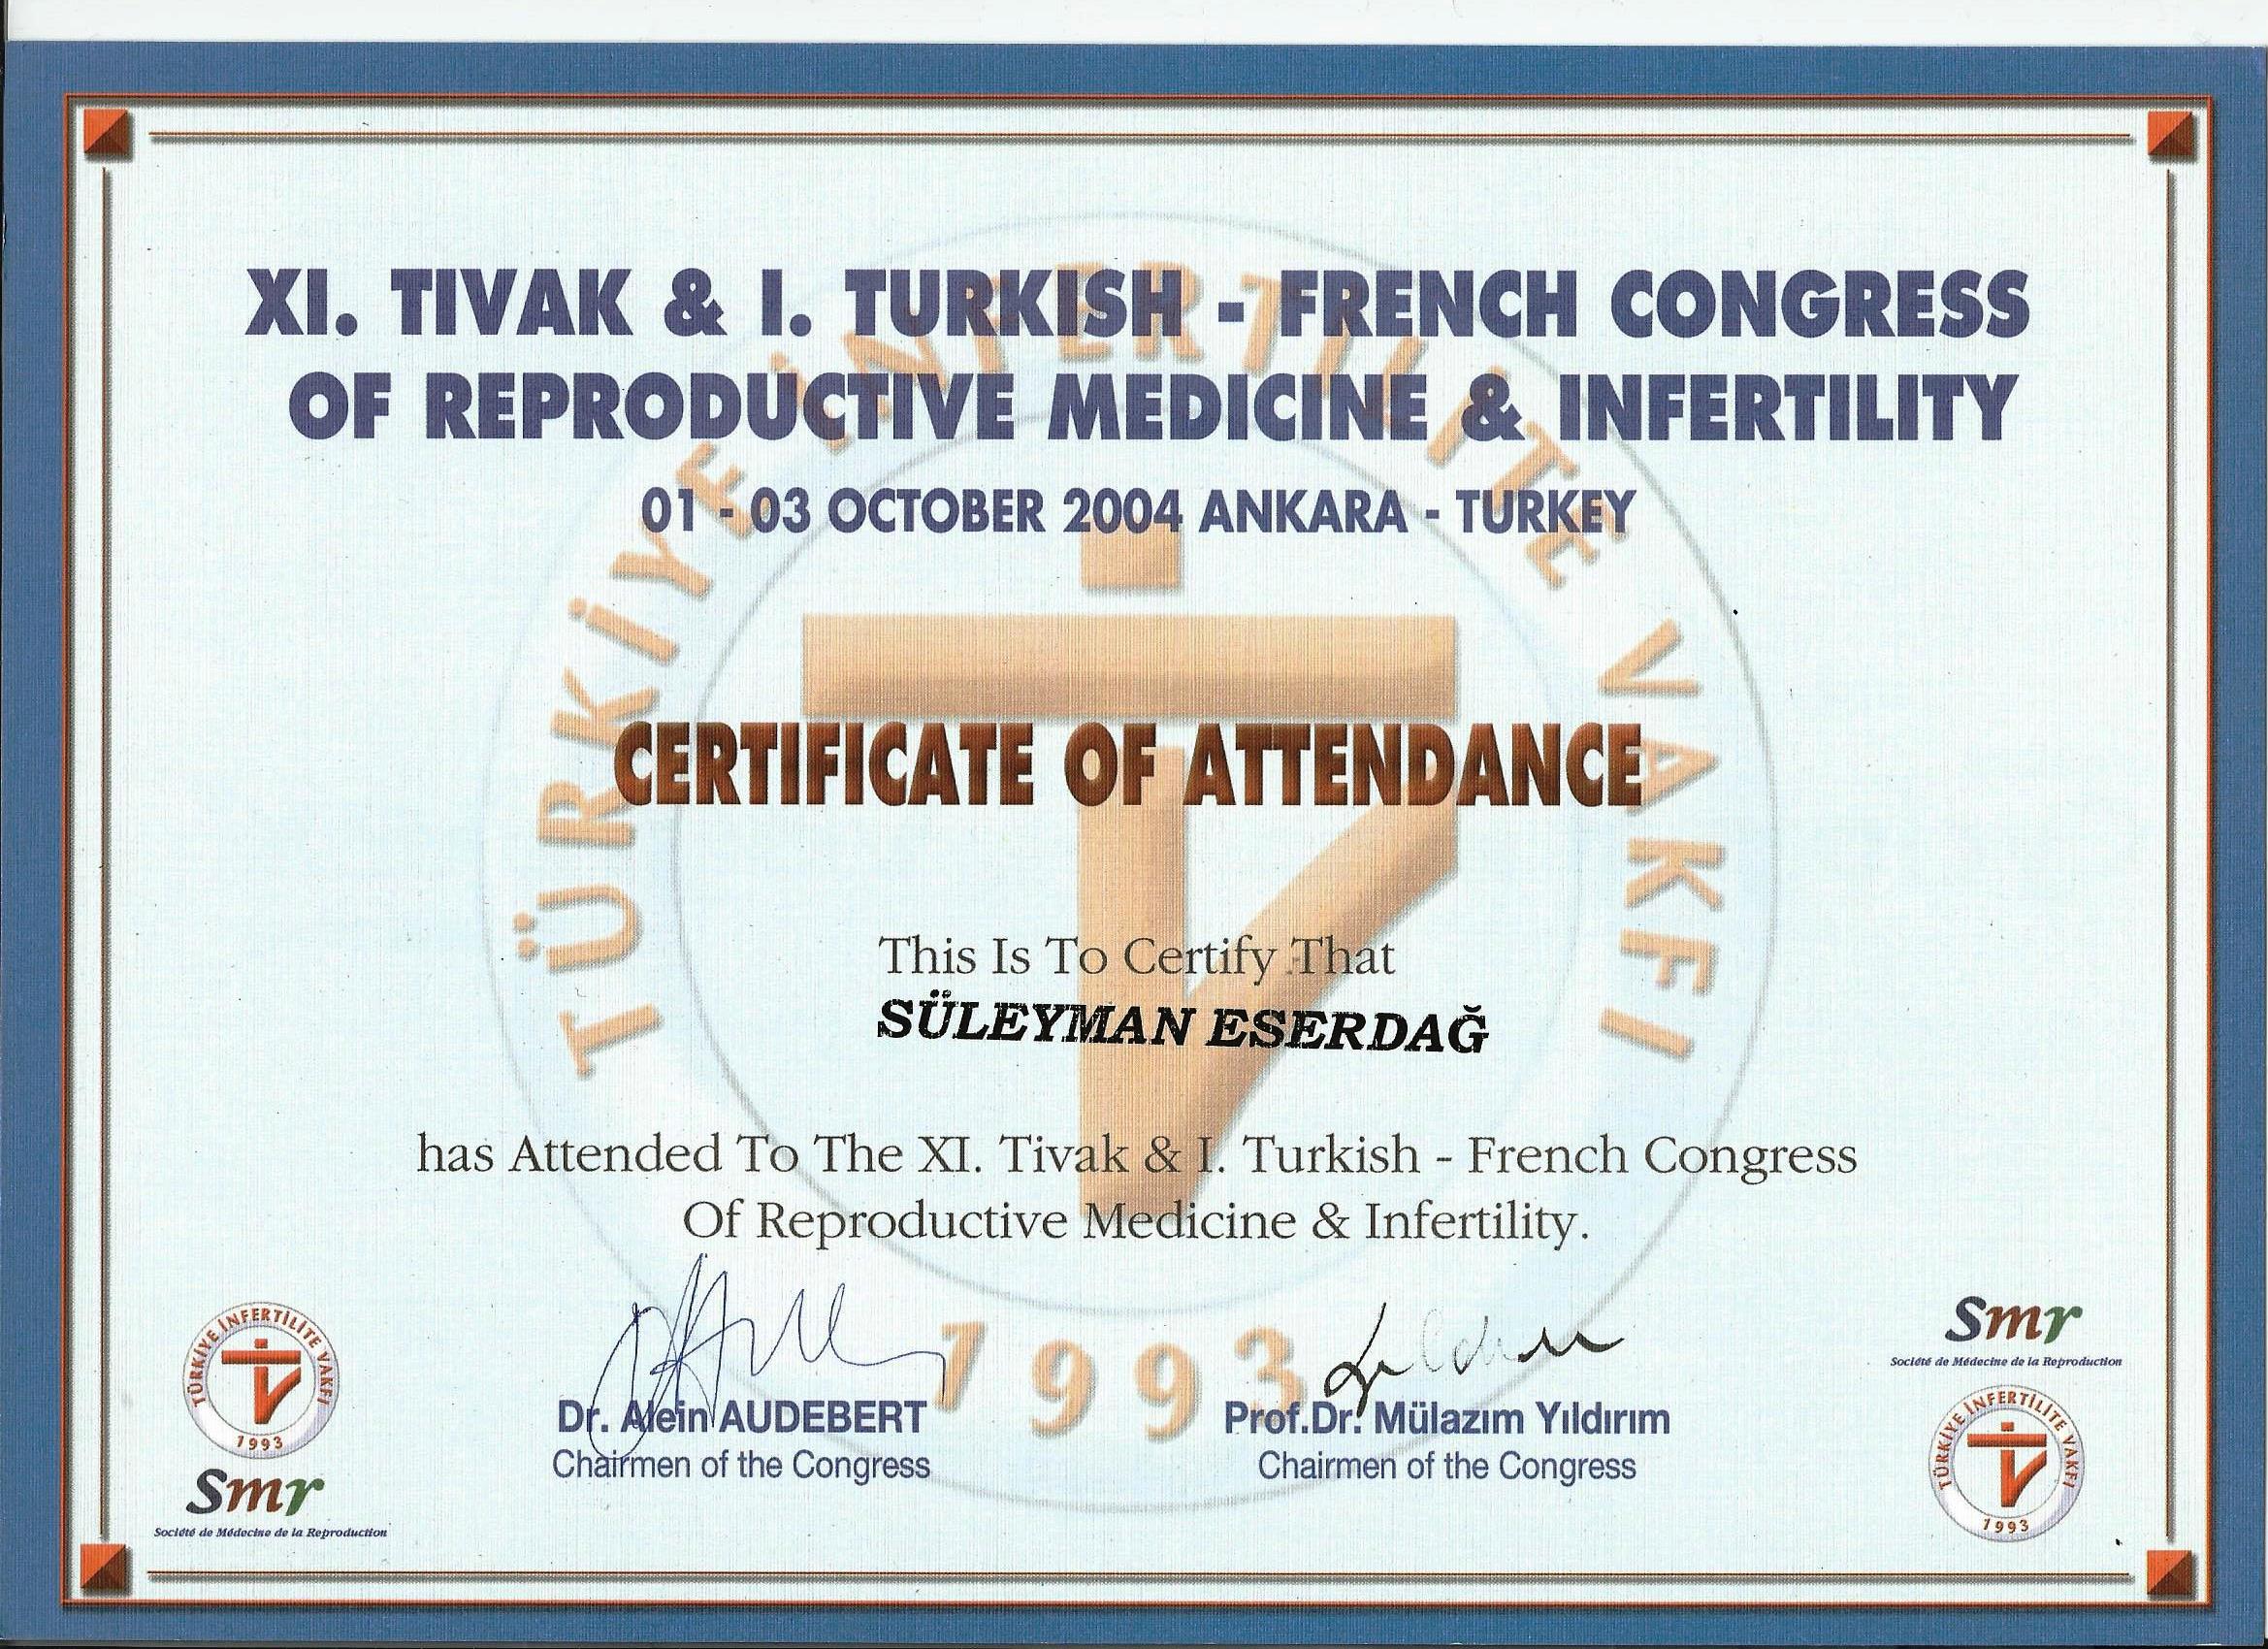 XI. TIVAK & I. TURKISH - FRENCH CONGRESS
OF REPRODUCTIVE MEDICINE & INFERTILITY
01 - 03 OCTOBER 2004 ANKARA - TURKEY
TÜRKİYE İNFERTİLİTE VAKFI
CERTIFICATE OF ATTENDANCE
This Is To Certify That
SÜLEYMAN ESERDAĞ
has Attended To The XI. Tivak & I. Turkish - French Congress
Of Reproductive Medicine & Infertility.
1993
Dr. Alein AUDEBERT
Chairmen of the Congress
Prof.Dr. Mülazım Yıldırım
Chairmen of the Congress
TÜRKİYE İNFERTİLİTE VAKFI
1993
Smr
Société de Médecine de la Reproduction
Smr
Société de Médecine de la Reproduction
TÜRKİYE İNFERTİLİTE VAKFI
1993